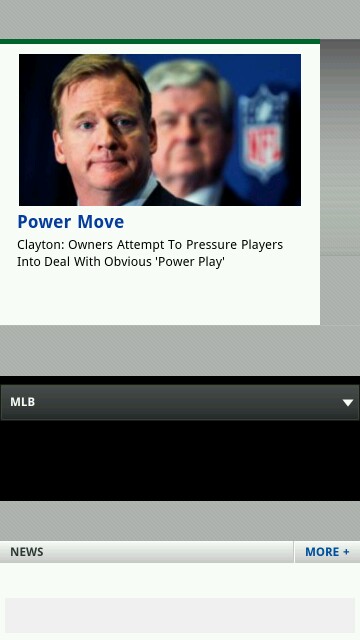 NFL
Power Move
Clayton: Owners Attempt To Pressure Players
Into Deal With Obvious 'Power Play'
MLB
NEWS
MORE +